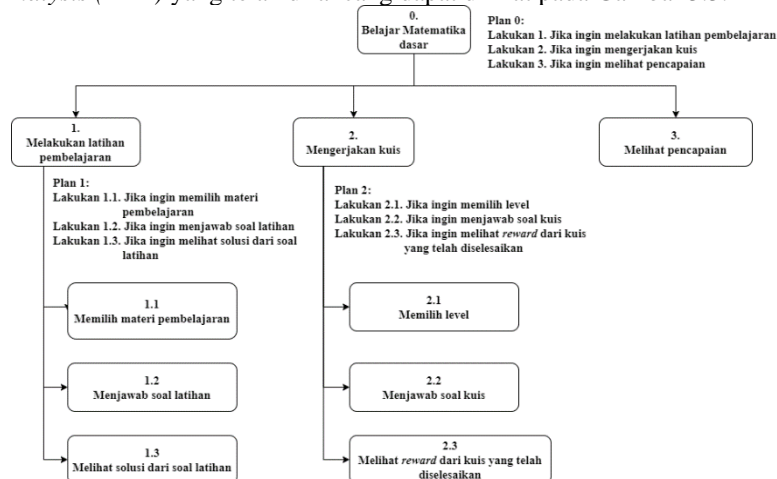 0.
Belajar Matematika
dasar
Plan 0:
Lakukan 1. Jika ingin melakukan latihan pembelajaran
Lakukan 2. Jika ingin mengerjakan kuis
Lakukan 3. Jika ingin melihat pencapaian
1.
Melakukan latihan
pembelajaran
2.
Mengerjakan kuis
3.
Melihat pencapaian
Plan 1:
Lakukan 1.1. Jika ingin memilih materi
pembelajaran
Lakukan 1.2. Jika ingin menjawab soal latihan
Lakukan 1.3. Jika ingin melihat solusi dari soal
latihan
Plan 2:
Lakukan 2.1. Jika ingin memilih level
Lakukan 2.2. Jika ingin menjawab soal kuis
Lakukan 2.3. Jika ingin melihat reward dari kuis
yang telah diselesaikan
1.1
Memilih materi pembelajaran
1.2
Menjawab soal latihan
1.3
Melihat solusi dari soal latihan
2.1
Memilih level
2.2
Menjawab soal kuis
2.3
Melihat reward dari kuis yang telah
diselesaikan